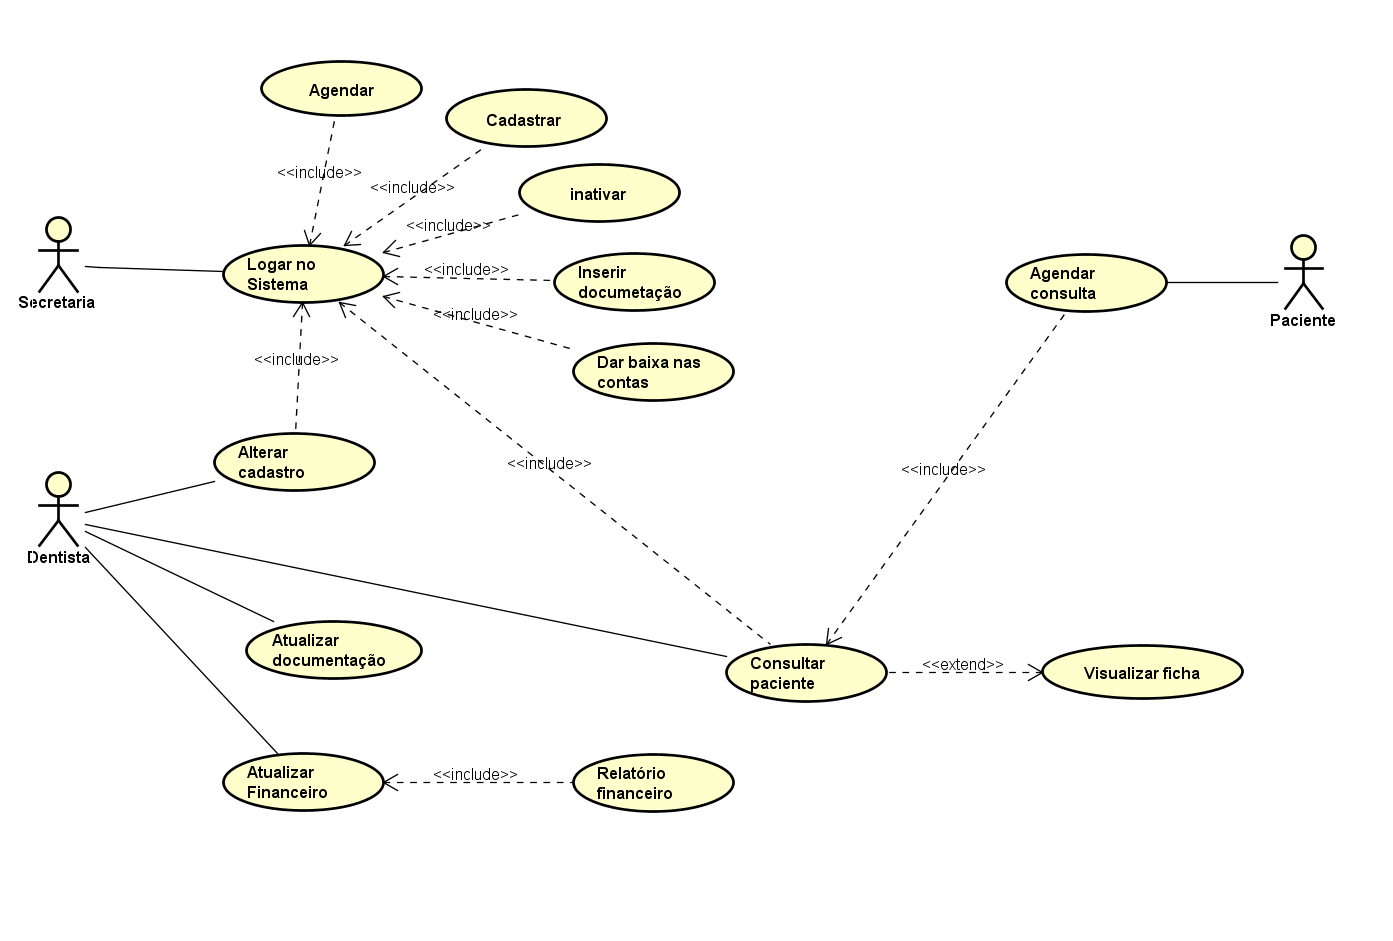 Agendar
Cadastrar
<<include>>
<<include>>
inativar
<<include>>
Logar no
Sistema
<<include>>
Inserir
documetação
Agendar
consulta
Secretaria
Paciente
<<include>>
<<include>>
Dar baixa nas
contas
Alterar
cadastro
<<include>>
<<include>>
Dentista
Atualizar
documentação
Consultar
paciente
<<extend>>
Visualizar ficha
Atualizar
Financeiro
<<include>>
Relatório
financeiro